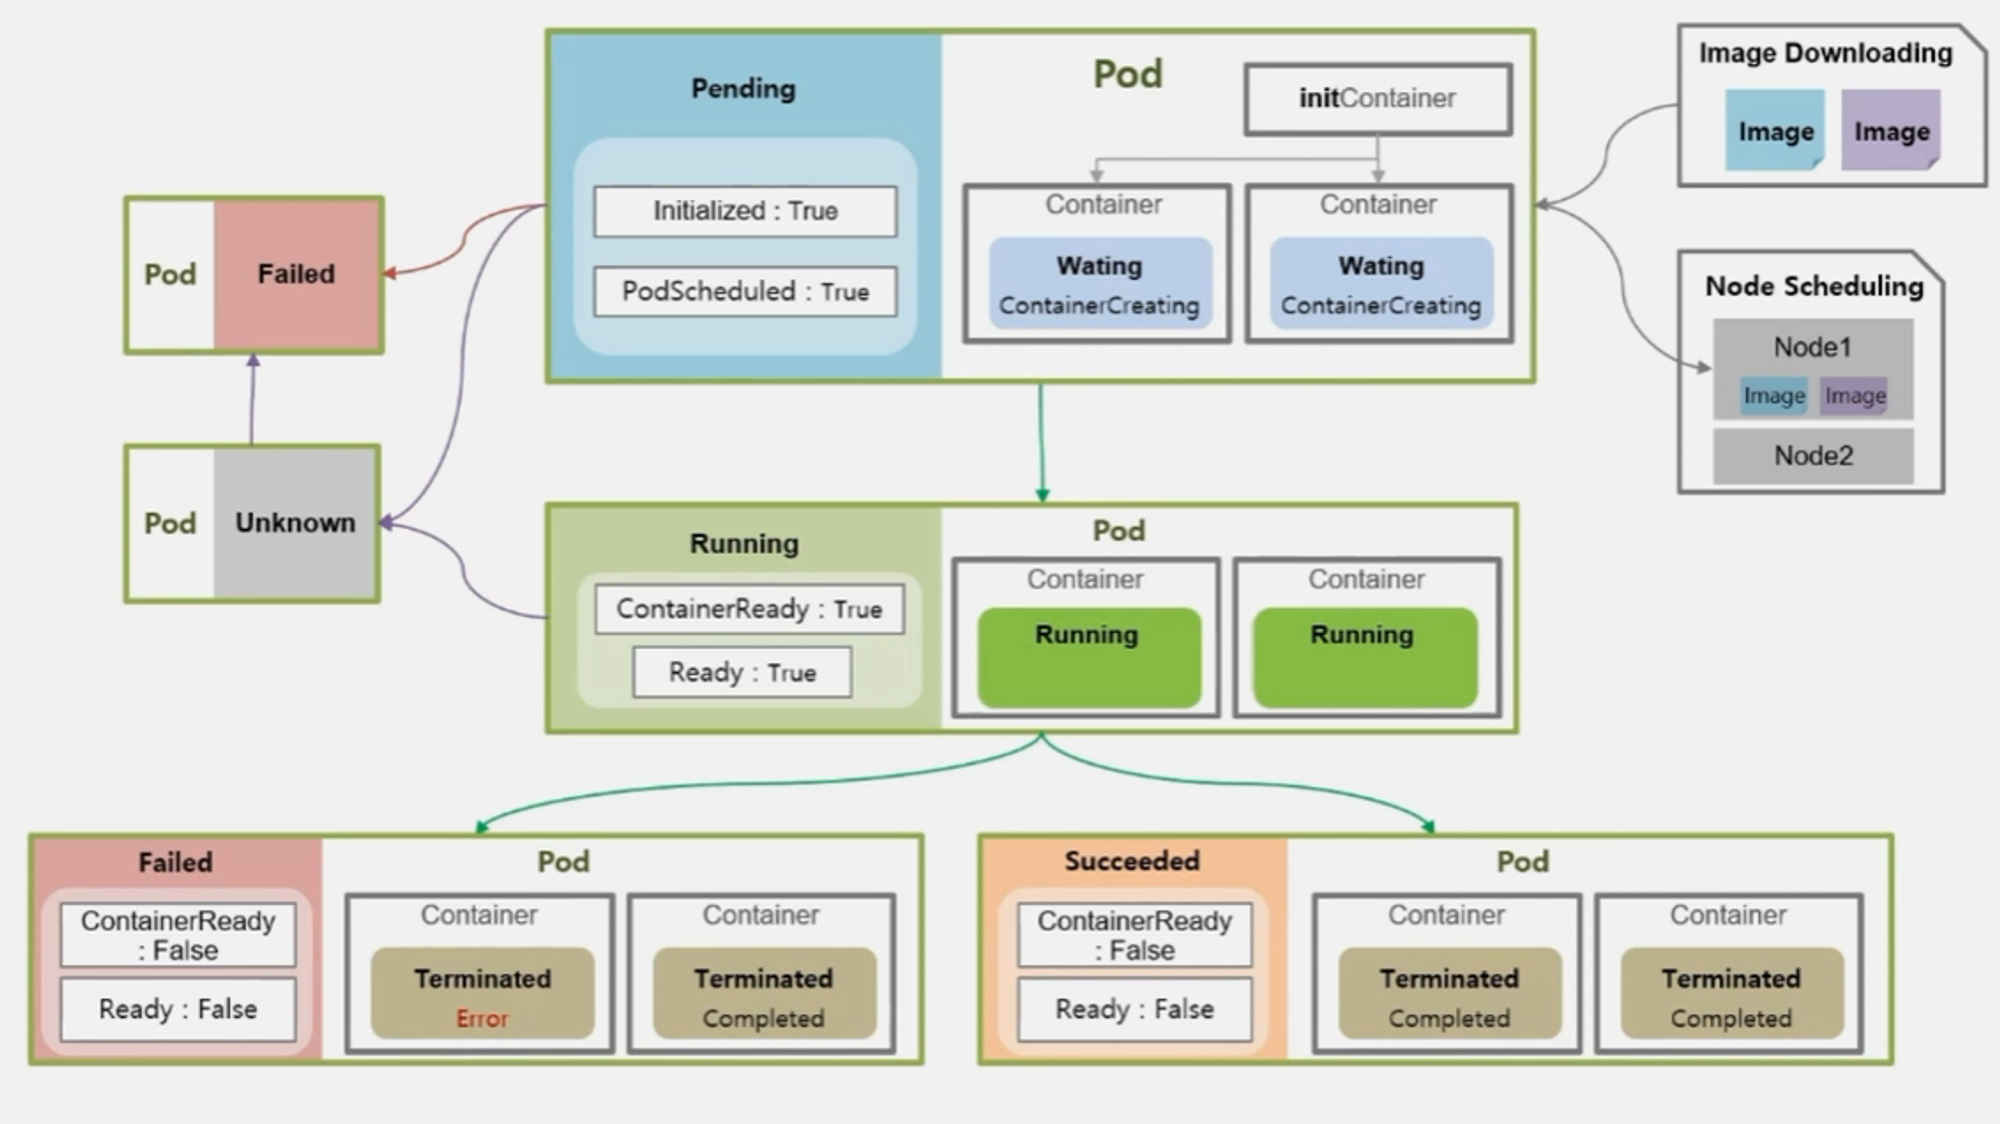 Pending
Initialized : True
PodScheduled : True
Pod
initContainer
Container
Wating
ContainerCreating
Container
Wating
ContainerCreating
Image Downloading
Image Image
Node Scheduling
Node1
Image Image
Node2
Pod Failed
Pod Unknown
Running
ContainerReady : True
Ready : True
Pod
Container
Running
Container
Running
Failed
ContainerReady
: False
Ready : False
Pod
Container
Terminated
Error
Container
Terminated
Completed
Succeeded
ContainerReady
: False
Ready : False
Pod
Container
Terminated
Completed
Container
Terminated
Completed